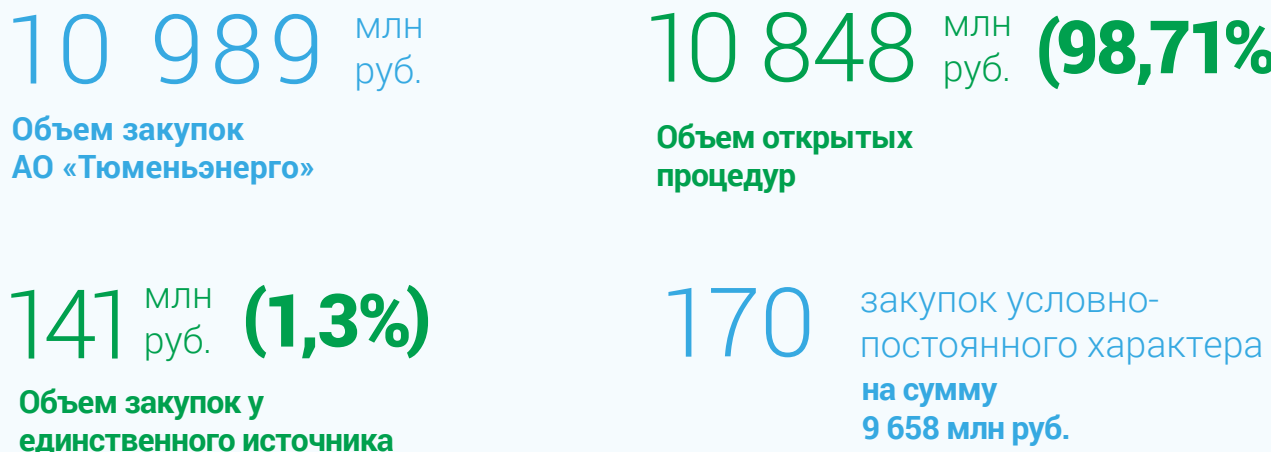 10 989 млн руб.
Объем закупок
АО «Тюменьэнерго»
10 848 млн руб. (98,71%
Объем открытых
процедур
141 млн руб. (1,3%)
Объем закупок у
единственного источника
170 закупок условно-
постоянного характера
на сумму
9 658 млн руб.